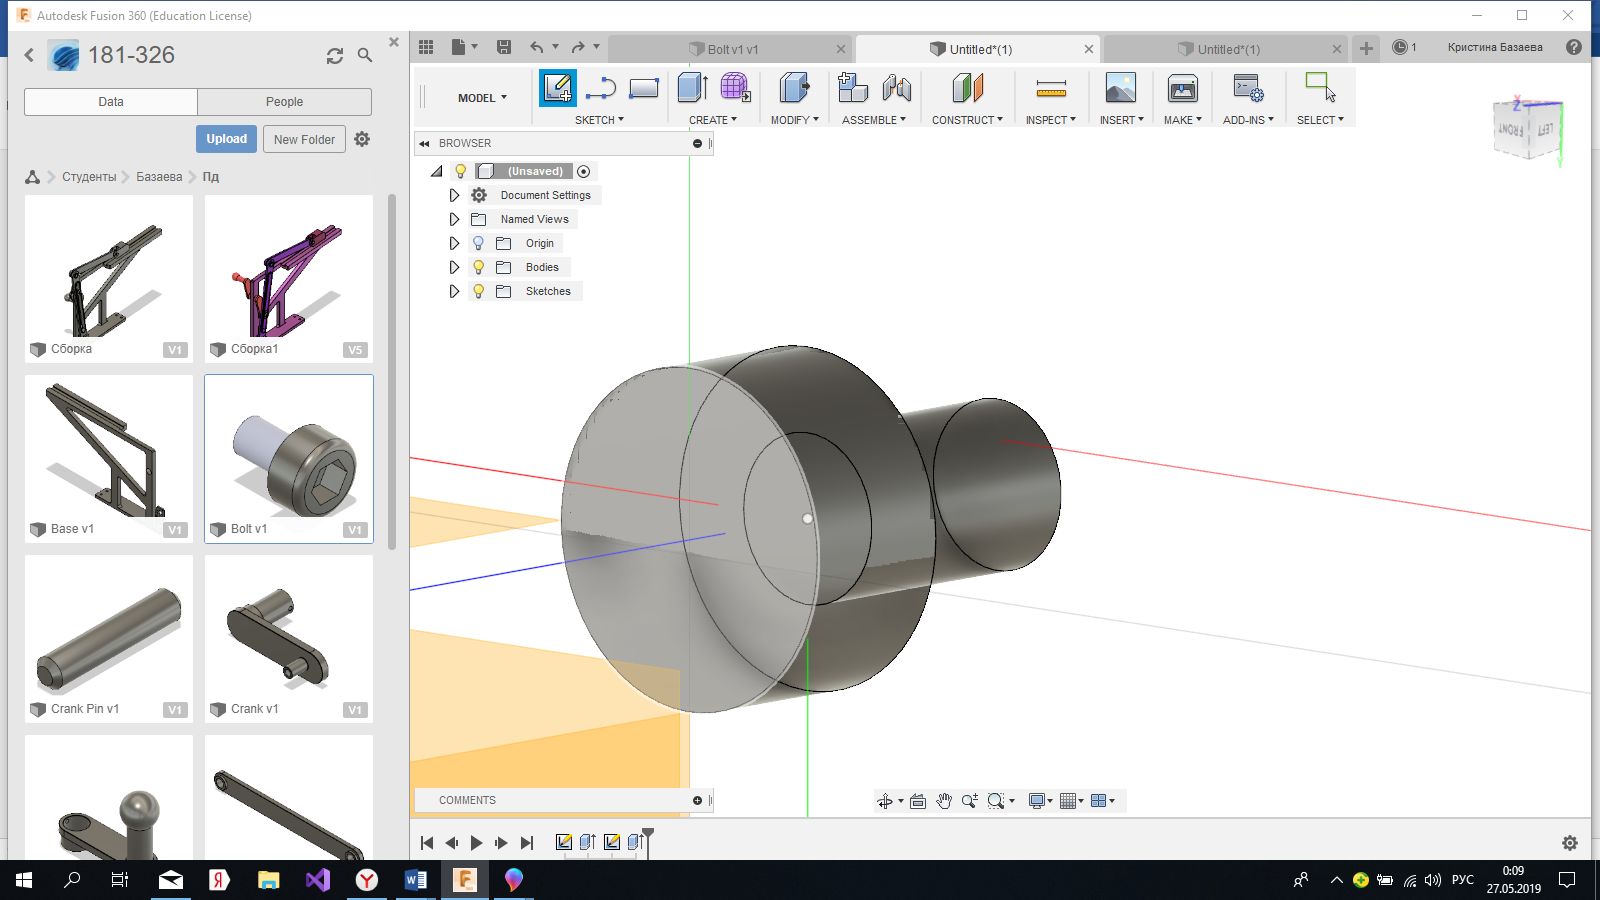 Autodesk Fusion 360 (Education License)
181-326
Data
People
Upload
New Folder
Студенты
Базаева
Пд
Сборка
V1
Сборка1
V5
Base v1
V1
Bolt v1
V1
Crank Pin v1
V1
Crank v1
V1
Bolt v1 v1
Untitled*(1)
Untitled*(1)
1
Кристина Базаева
MODEL
SKETCH
CREATE
MODIFY
ASSEMBLE
CONSTRUCT
INSPECT
INSERT
MAKE
ADD-INS
SELECT
BROWSER
(Unsaved)
Document Settings
Named Views
Origin
Bodies
Sketches
X
Z
Y
FRONT
LEFT
COMMENTS
РУС
0:09
27.05.2019